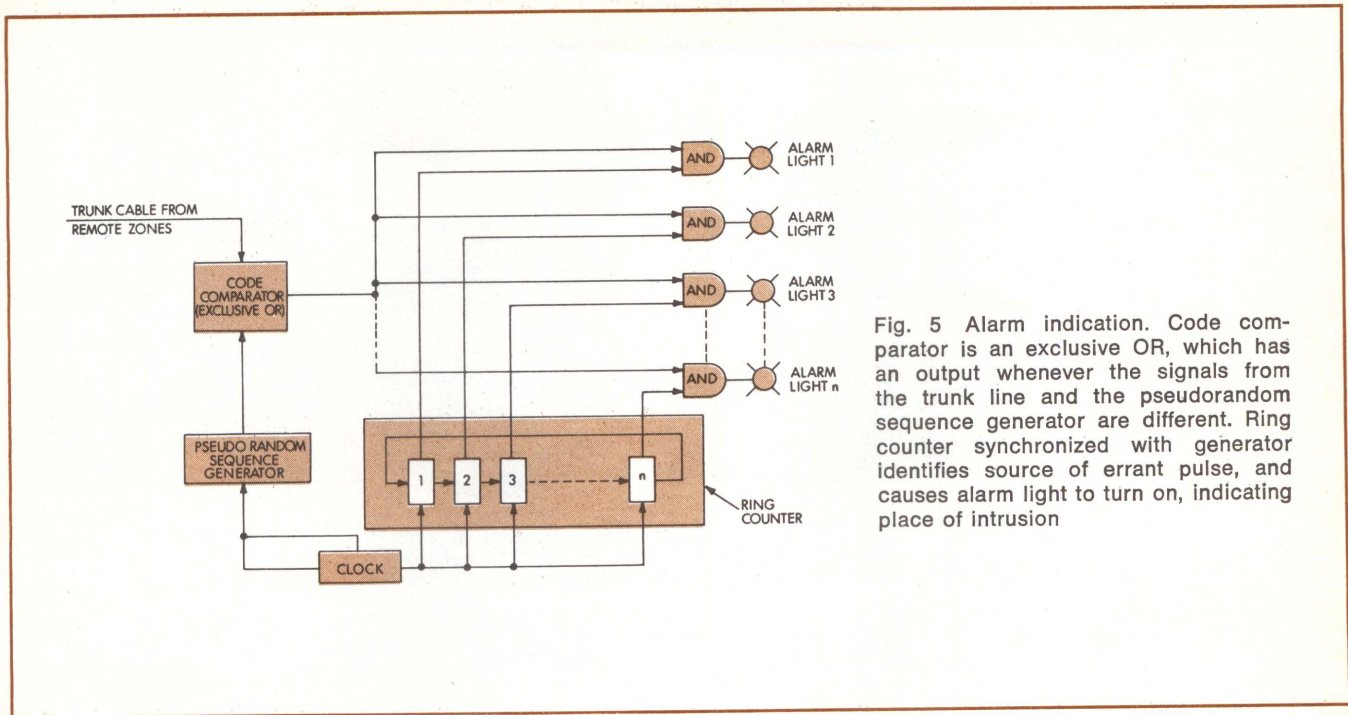 TRUNK CABLE FROM
REMOTE ZONES
CODE
COMPARATOR
(EXCLUSIVE OR)
PSEUDO RANDOM
SEQUENCE
GENERATOR
CLOCK
AND
ALARM
LIGHT 1
AND
ALARM
LIGHT 2
AND
ALARM
LIGHT 3
AND
ALARM
LIGHT n
1
2
3
n
RING
COUNTER
Fig. 5 Alarm indication. Code com-
parator is an exclusive OR, which has
an output whenever the signals from
the trunk line and the pseudorandom
sequence generator are different. Ring
counter synchronized with generator
identifies source of errant pulse, and
causes alarm light to turn on, indicating
place of intrusion